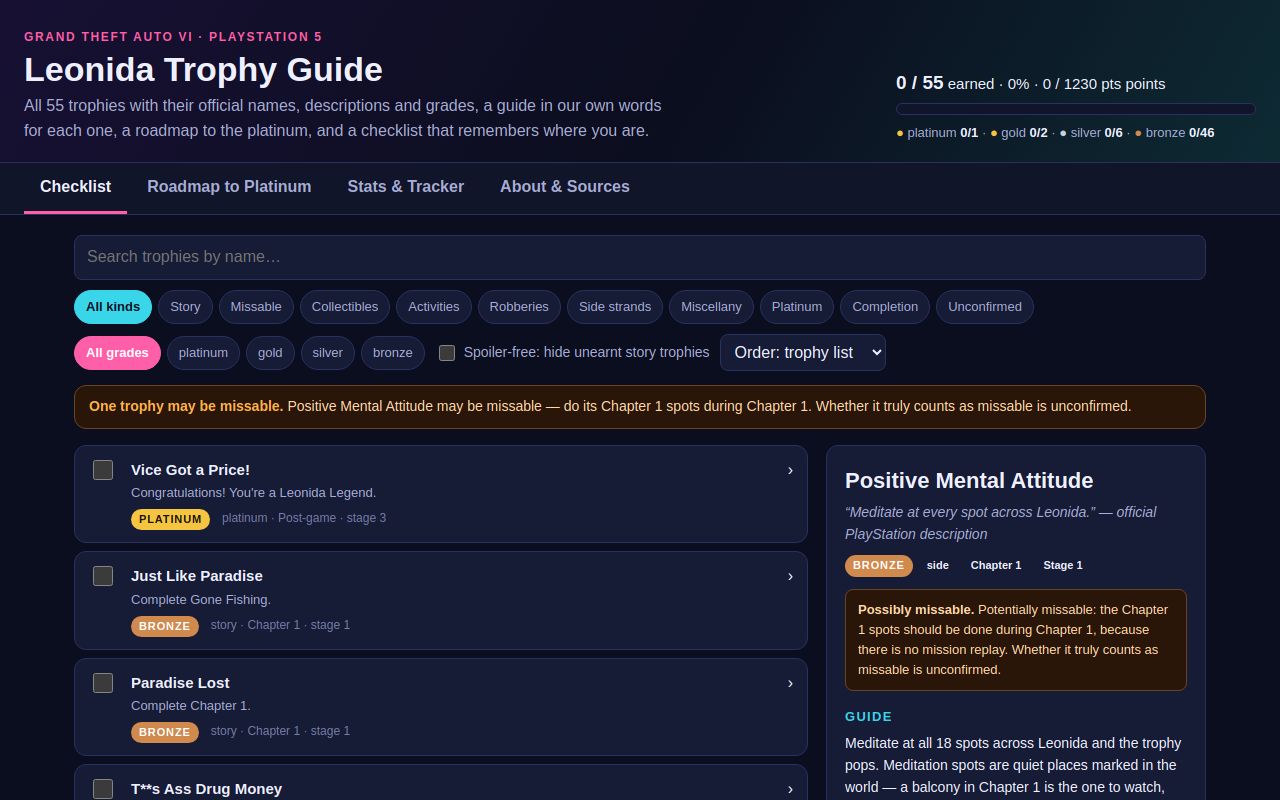 GRAND THEFT AUTO VI · PLAYSTATION 5
Leonida Trophy Guide
All 55 trophies with their official names, descriptions and grades, a guide in our own words
for each one, a roadmap to the platinum, and a checklist that remembers where you are.
0 / 55 earned · 0% · 0 / 1230 pts points
● platinum 0/1 · ● gold 0/2 · ● silver 0/6 · ● bronze 0/46
Checklist Roadmap to Platinum Stats & Tracker About & Sources
Search trophies by name…
All kinds Story Missable Collectibles Activities Robberies Side strands Miscellany Platinum Completion Unconfirmed
All grades platinum gold silver bronze Spoiler-free: hide unearnt story trophies Order: trophy list
One trophy may be missable. Positive Mental Attitude may be missable — do its Chapter 1 spots during Chapter 1. Whether it truly counts as missable is unconfirmed.
Vice Got a Price! ›
Congratulations! You're a Leonida Legend.
PLATINUM platinum · Post-game · stage 3
Just Like Paradise ›
Complete Gone Fishing.
BRONZE story · Chapter 1 · stage 1
Paradise Lost ›
Complete Chapter 1.
BRONZE story · Chapter 1 · stage 1
T**s Ass Drug Money ›
Positive Mental Attitude
“Meditate at every spot across Leonida.” — official
PlayStation description
BRONZE side Chapter 1 Stage 1
Possibly missable. Potentially missable: the Chapter
1 spots should be done during Chapter 1, because
there is no mission replay. Whether it truly counts as
missable is unconfirmed.
GUIDE
Meditate at all 18 spots across Leonida and the trophy
pops. Meditation spots are quiet places marked in the
world — a balcony in Chapter 1 is the one to watch,